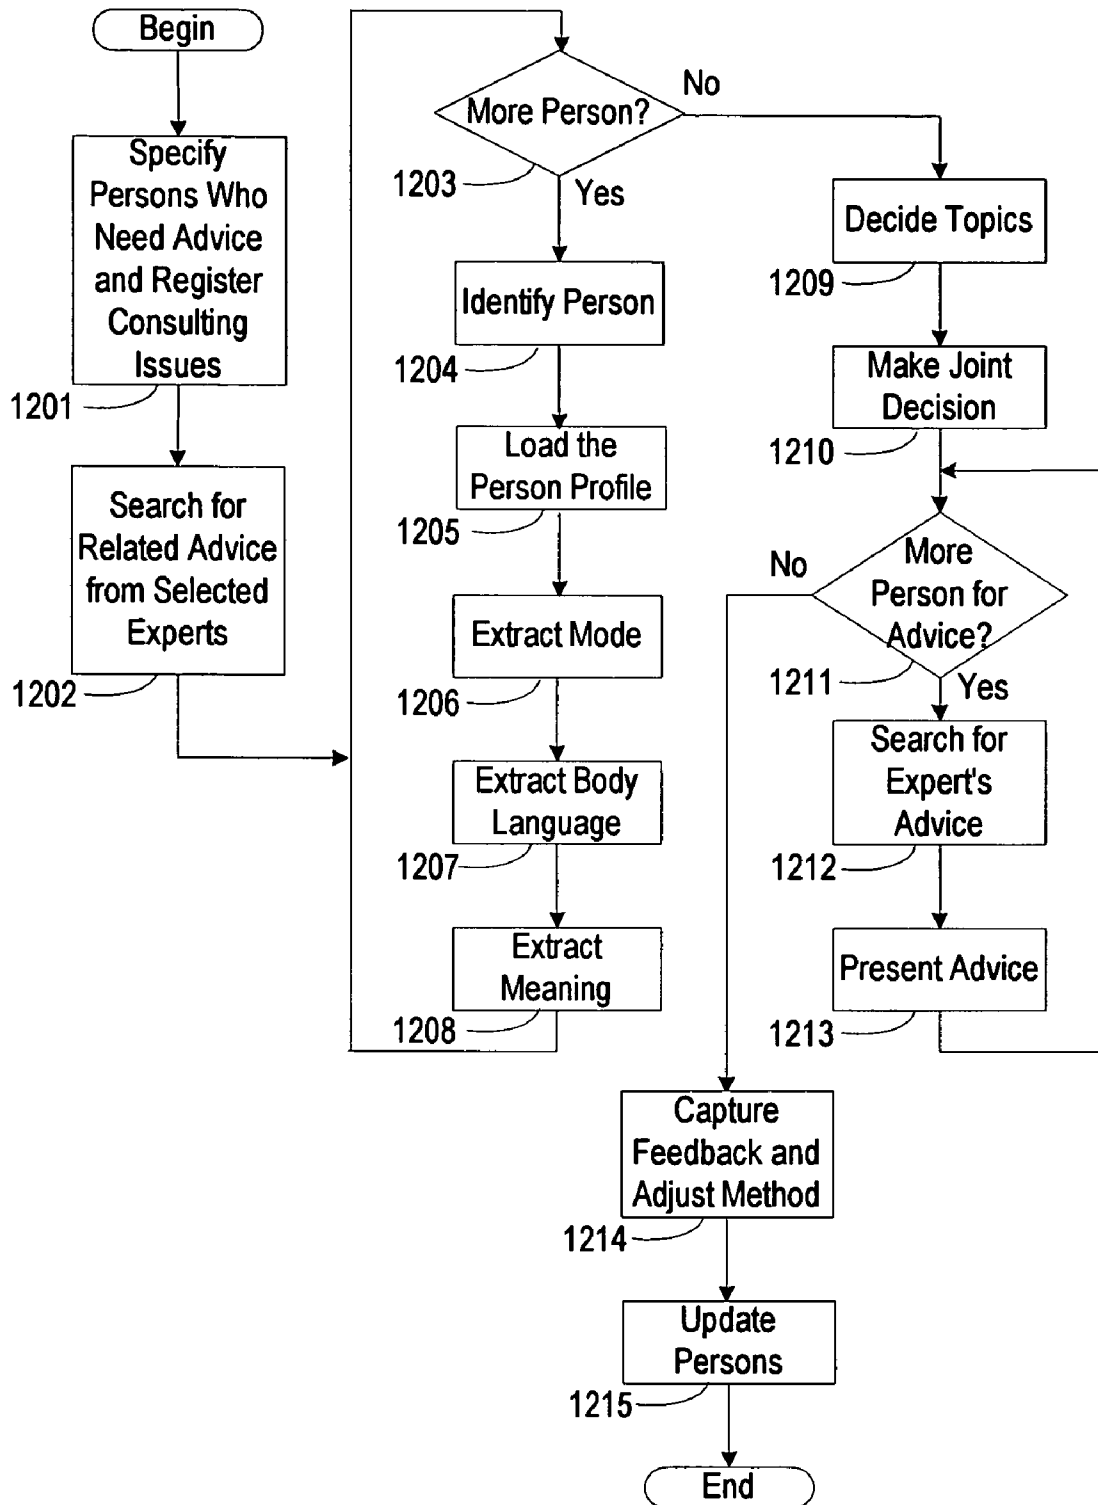 Begin
Specify
Persons Who
Need Advice
and Register
Consulting
Issues
1201
Search for
Related Advice
from Selected
Experts
1202
More Person?
No
1203
Yes
Identify Person
1204
Load the
Person Profile
1205
Extract Mode
1206
Extract Body
Language
1207
Extract
Meaning
1208
Decide Topics
1209
Make Joint
Decision
1210
More
Person for
Advice?
No
1211
Yes
Search for
Expert's
Advice
1212
Present Advice
1213
Capture
Feedback and
Adjust Method
1214
Update
Persons
1215
End